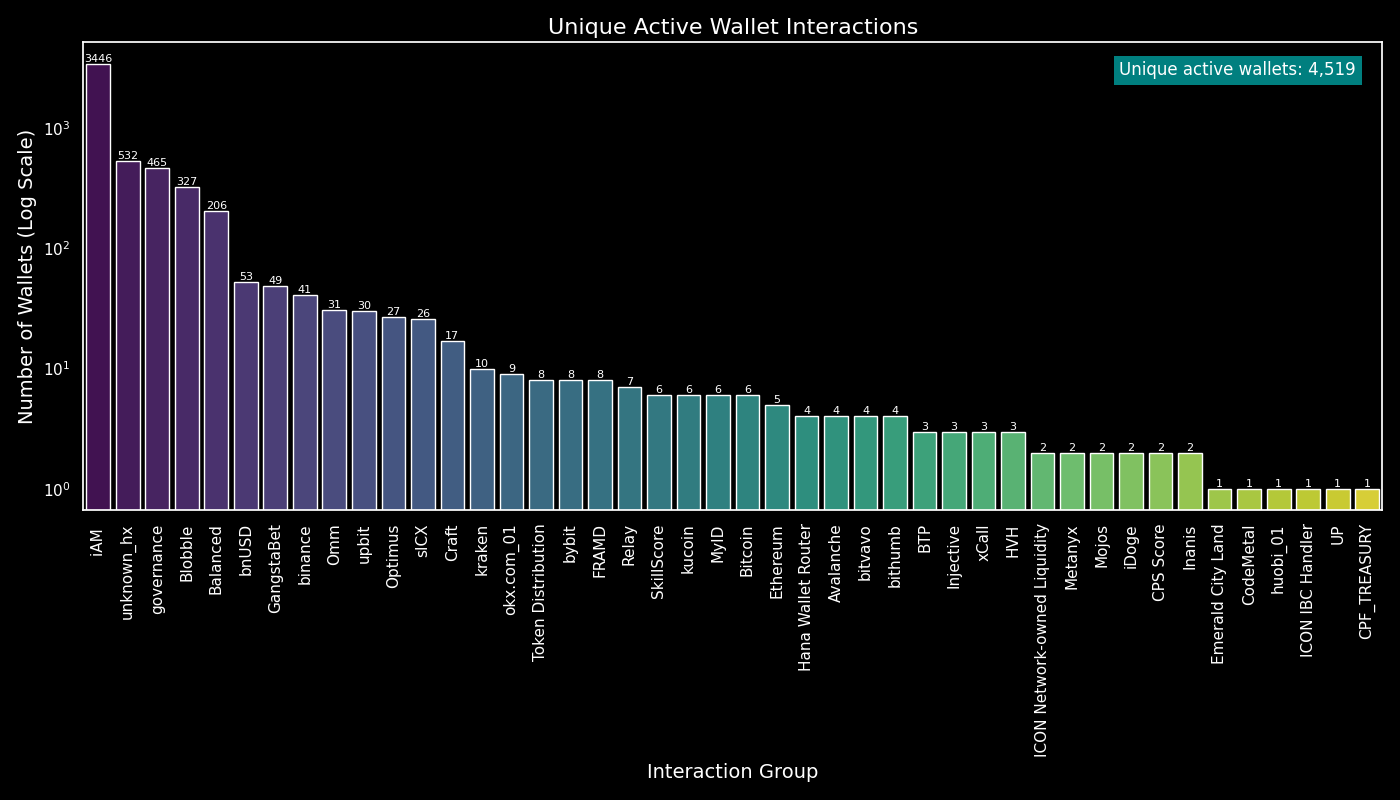 Unique Active Wallet Interactions
Unique active wallets: 4,519
Number of Wallets (Log Scale)
10³
10²
10¹
10⁰
3446
532
465
327
206
53
49
41
31
30
27
26
17
10
9
8
8
8
7
6
6
6
6
5
4
4
4
4
3
3
3
3
2
2
2
2
2
2
1
1
1
1
1
1
iAM
unknown_hx
governance
Blobble
Balanced
bnUSD
GangstaBet
binance
Omm
upbit
Optimus
sICX
Craft
kraken
okx.com_01
Token Distribution
bybit
FRAMD
Relay
SkillScore
kucoin
MyID
Bitcoin
Ethereum
Hana Wallet Router
Avalanche
bitvavo
bithumb
BTP
Injective
xCall
HVH
ICON Network-owned Liquidity
Metanyx
Mojos
iDoge
CPS Score
Inanis
Emerald City Land
CodeMetal
huobi_01
ICON IBC Handler
UP
CPF_TREASURY
Interaction Group